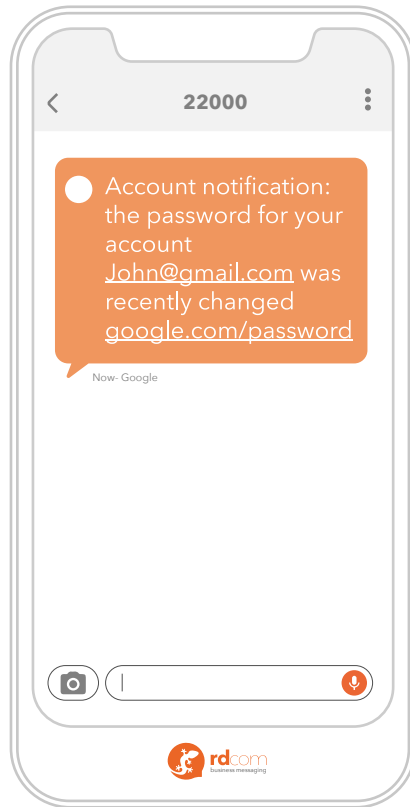 22000
Account notification:
the password for your
account
John@gmail.com was
recently changed
google.com/password
Now- Google
rdcom
business messaging